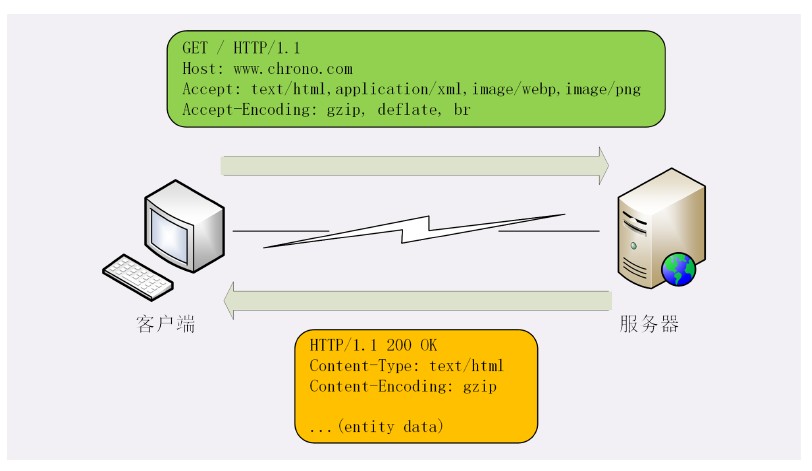 GET / HTTP/1.1
Host: www.chrono.com
Accept: text/html,application/xml,image/webp,image/png
Accept-Encoding: gzip, deflate, br
客户端
服务器
HTTP/1.1 200 OK
Content-Type: text/html
Content-Encoding: gzip
...(entity data)